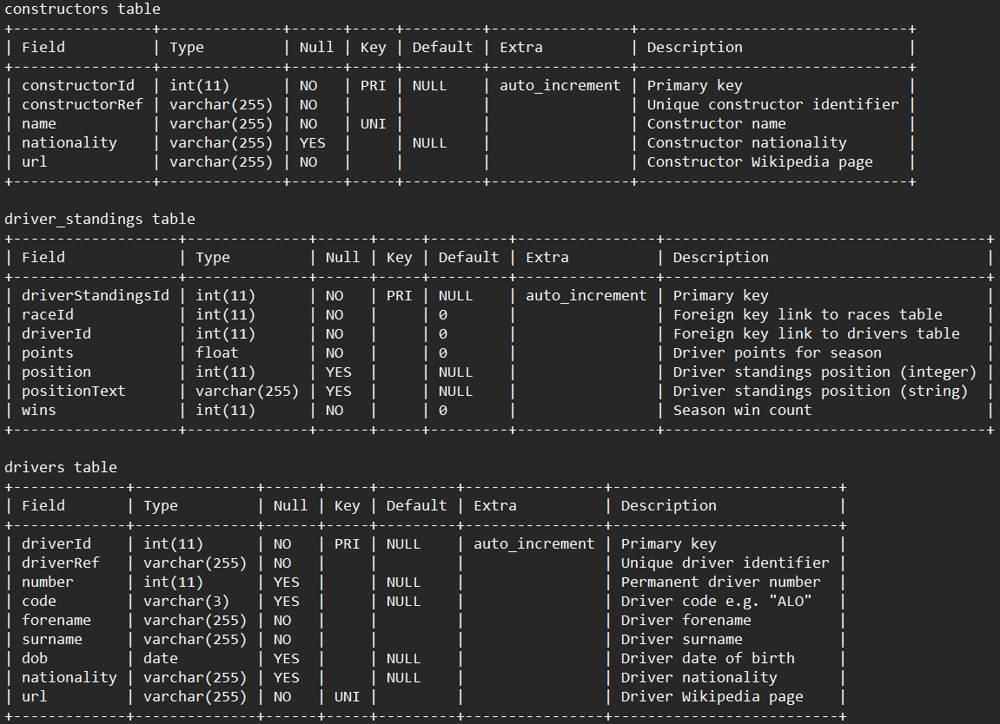 constructors table
+----------------+--------------+------+-----+---------+----------------+-------------------------------+
| Field          | Type         | Null | Key | Default | Extra          | Description                   |
+----------------+--------------+------+-----+---------+----------------+-------------------------------+
| constructorId  | int(11)      | NO   | PRI | NULL    | auto_increment | Primary key                   |
| constructorRef | varchar(255) | NO   |     |         |                | Unique constructor identifier |
| name           | varchar(255) | NO   | UNI |         |                | Constructor name              |
| nationality    | varchar(255) | YES  |     | NULL    |                | Constructor nationality       |
| url            | varchar(255) | NO   |     |         |                | Constructor Wikipedia page    |
+----------------+--------------+------+-----+---------+----------------+-------------------------------+
driver_standings table
+-------------------+--------------+------+-----+---------+----------------+-------------------------------------+
| Field             | Type         | Null | Key | Default | Extra          | Description                         |
+-------------------+--------------+------+-----+---------+----------------+-------------------------------------+
| driverStandingsId | int(11)      | NO   | PRI | NULL    | auto_increment | Primary key                         |
| raceId            | int(11)      | NO   |     | 0       |                | Foreign key link to races table     |
| driverId          | int(11)      | NO   |     | 0       |                | Foreign key link to drivers table   |
| points            | float        | NO   |     | 0       |                | Driver points for season            |
| position          | int(11)      | YES  |     | NULL    |                | Driver standings position (integer) |
| positionText      | varchar(255) | YES  |     | NULL    |                | Driver standings position (string)  |
| wins              | int(11)      | NO   |     | 0       |                | Season win count                    |
+-------------------+--------------+------+-----+---------+----------------+-------------------------------------+
drivers table
+-------------+--------------+------+-----+---------+----------------+--------------------------+
| Field       | Type         | Null | Key | Default | Extra          | Description              |
+-------------+--------------+------+-----+---------+----------------+--------------------------+
| driverId    | int(11)      | NO   | PRI | NULL    | auto_increment | Primary key              |
| driverRef   | varchar(255) | NO   |     |         |                | Unique driver identifier |
| number      | int(11)      | YES  |     | NULL    |                | Permanent driver number  |
| code        | varchar(3)   | YES  |     | NULL    |                | Driver code e.g. "ALO"   |
| forename    | varchar(255) | NO   |     |         |                | Driver forename          |
| surname     | varchar(255) | NO   |     |         |                | Driver surname           |
| dob         | date         | YES  |     | NULL    |                | Driver date of birth     |
| nationality | varchar(255) | YES  |     | NULL    |                | Driver nationality       |
| url         | varchar(255) | NO   | UNI |         |                | Driver Wikipedia page    |
+-------------+--------------+------+-----+---------+----------------+--------------------------+